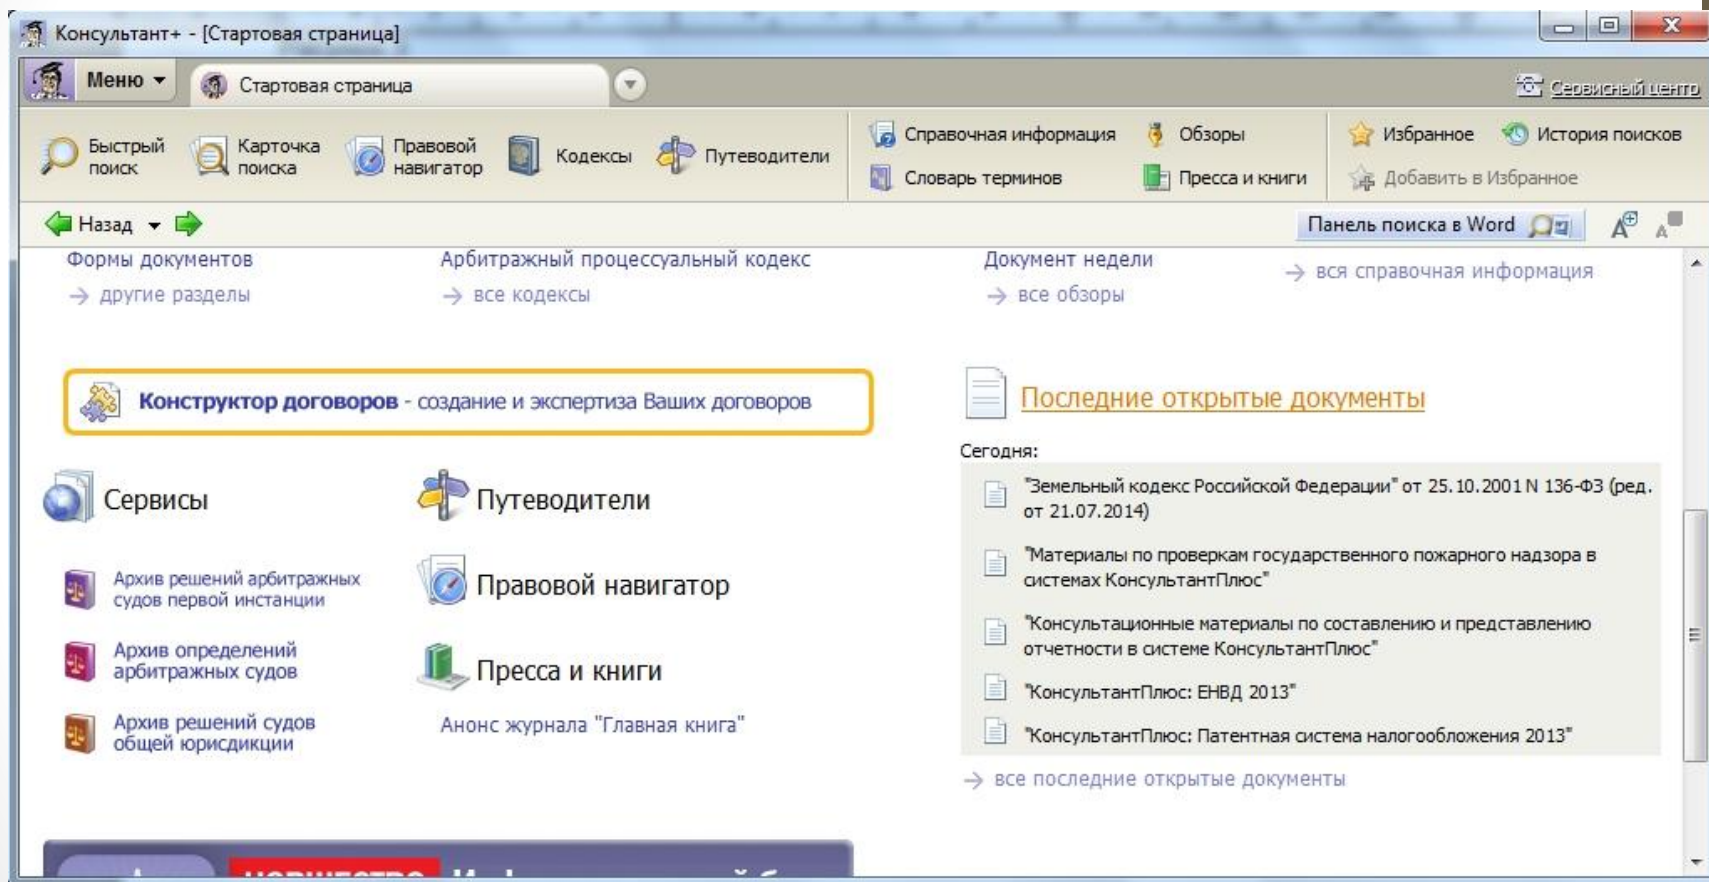 Консультант+ - [Стартовая страница]
Меню
Стартовая страница
Сервисный центр
Быстрый
поиск
Карточка
поиска
Правовой
навигатор
Кодексы
Путеводители
Справочная информация
Словарь терминов
Обзоры
Пресса и книги
Избранное
История поисков
Добавить в Избранное
Назад
Панель поиска в Word
Формы документов
→ другие разделы
Арбитражный процессуальный кодекс
→ все кодексы
Документ недели
→ все обзоры
→ вся справочная информация
Конструктор договоров - создание и экспертиза Ваших договоров
Сервисы
Архив решений арбитражных
судов первой инстанции
Архив определений
арбитражных судов
Архив решений судов
общей юрисдикции
Путеводители
Правовой навигатор
Пресса и книги
Анонс журнала "Главная книга"
Последние открытые документы
Сегодня:
"Земельный кодекс Российской Федерации" от 25.10.2001 N 136-ФЗ (ред.
от 21.07.2014)
"Материалы по проверкам государственного пожарного надзора в
системах КонсультантПлюс"
"Консультационные материалы по составлению и представлению
отчетности в системе КонсультантПлюс"
"КонсультантПлюс: ЕНВД 2013"
"КонсультантПлюс: Патентная система налогообложения 2013"
→ все последние открытые документы